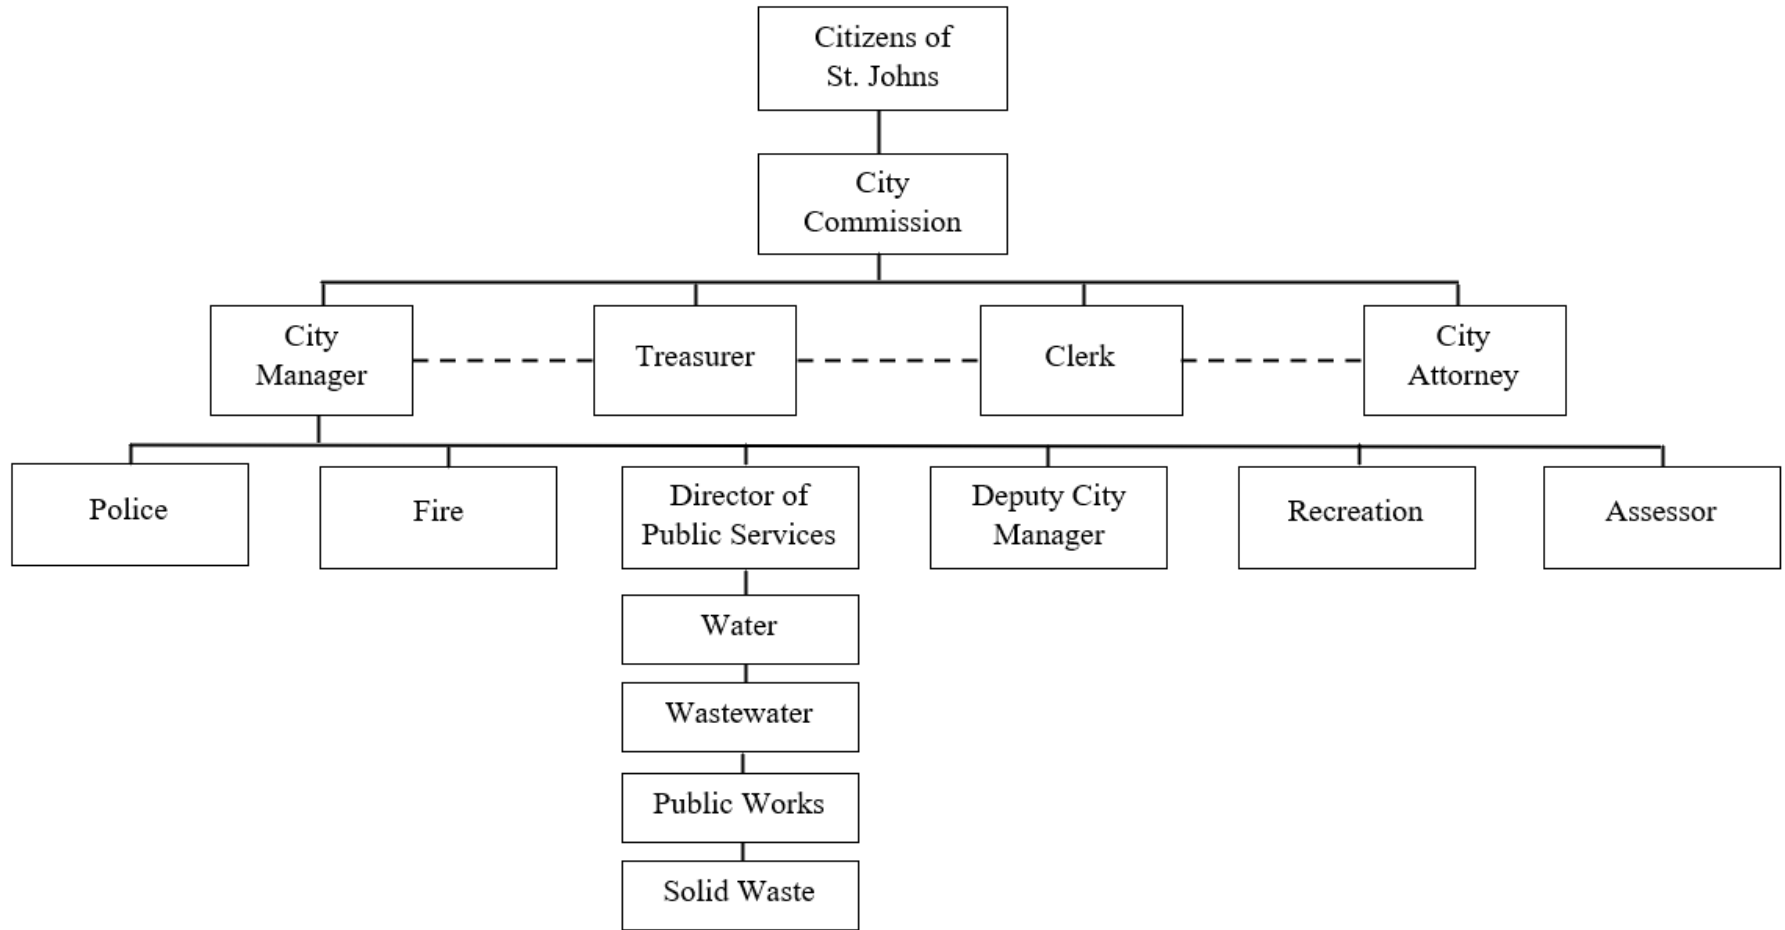 Citizens of
St. Johns
City
Commission
City
Manager
Treasurer
Clerk
City
Attorney
Police
Fire
Director of
Public Services
Deputy City
Manager
Recreation
Assessor
Water
Wastewater
Public Works
Solid Waste